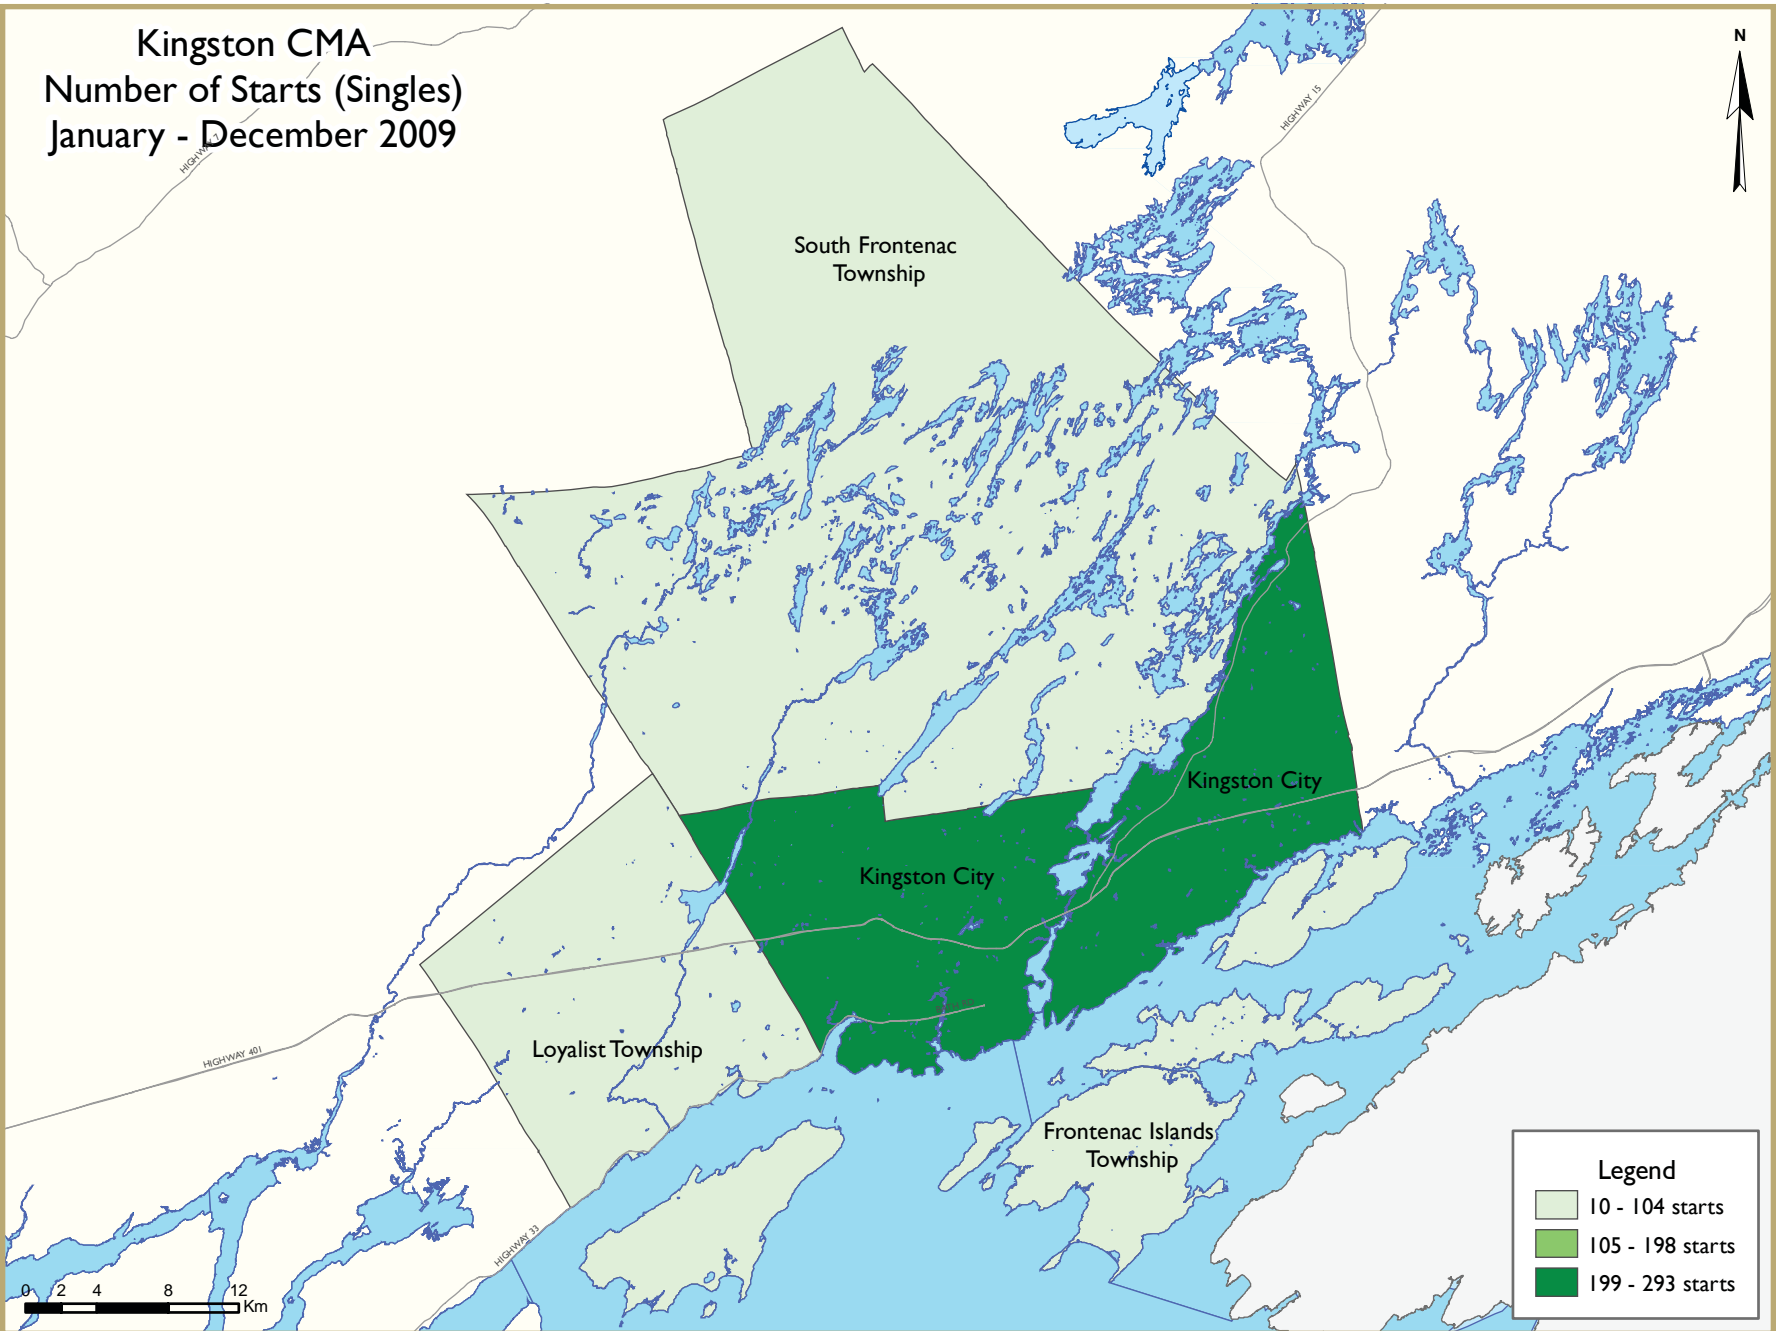 Kingston CMA
Number of Starts (Singles)
January - December 2009
N
HIGHWAY 7
HIGHWAY 15
South Frontenac
Township
Kingston City
Kingston City
Loyalist Township
HIGHWAY 401
Frontenac Islands
Township
HIGHWAY 33
Legend
10 - 104 starts
105 - 198 starts
199 - 293 starts
0 2 4 8 12
Km